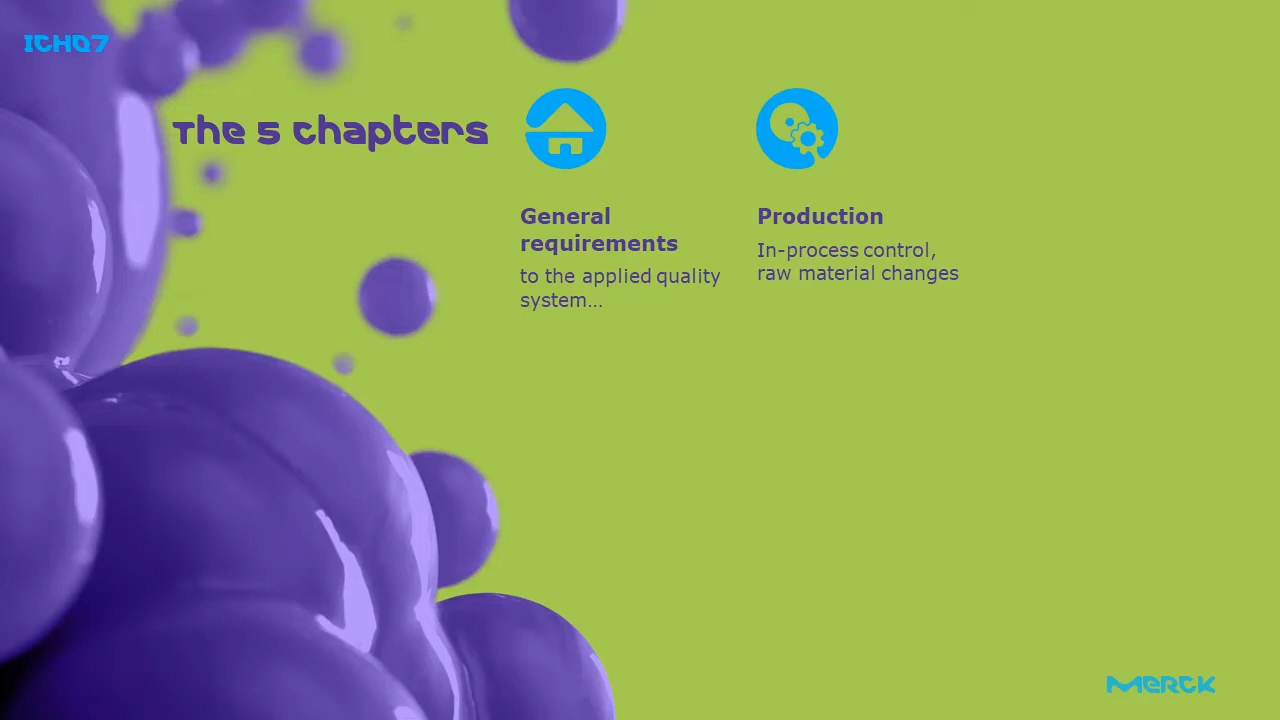 ICHQ7
The 5 chapters
General
requirements
to the applied quality
system…
Production
In-process control,
raw material changes
MERCK